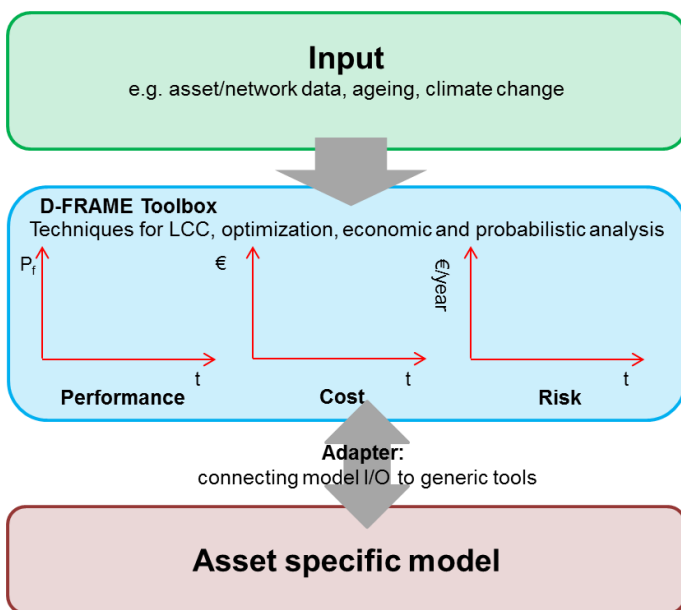 Input
e.g. asset/network data, ageing, climate change
D-FRAME Toolbox
Techniques for LCC, optimization, economic and probabilistic analysis
Pf
€
€/year
t
t
t
Performance
Cost
Risk
Adapter:
connecting model I/O to generic tools
Asset specific model